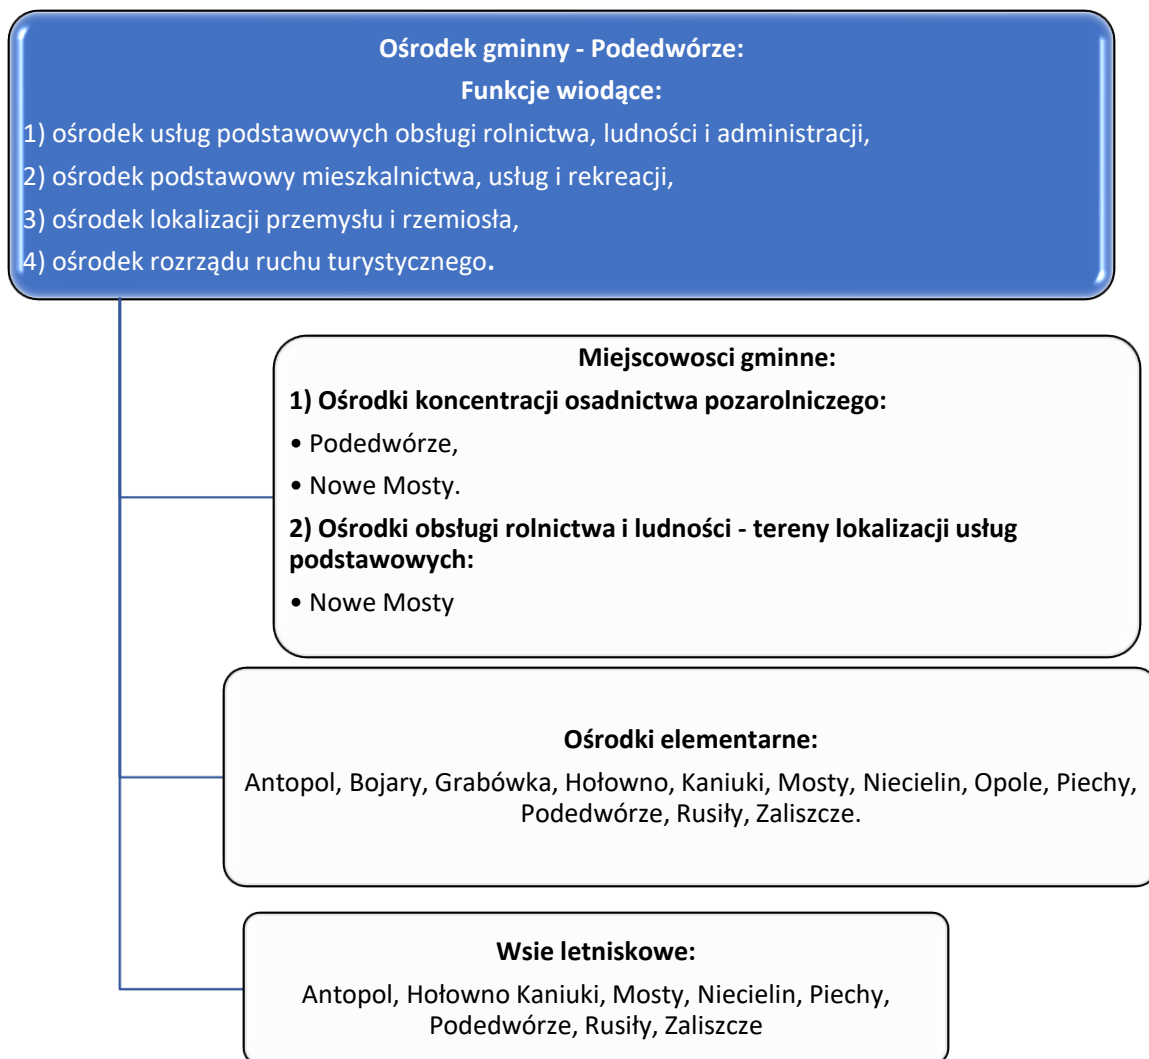 Ośrodek gminny - Podedwórze:
Funkcje wiodące:
1) ośrodek usług podstawowych obsługi rolnictwa, ludności i administracji,
2) ośrodek podstawowy mieszkalnictwa, usług i rekreacji,
3) ośrodek lokalizacji przemysłu i rzemiosła,
4) ośrodek rozrządu ruchu turystycznego.
Miejscowosci gminne:
1) Ośrodki koncentracji osadnictwa pozarolniczego:
• Podedwórze,
• Nowe Mosty.
2) Ośrodki obsługi rolnictwa i ludności - tereny lokalizacji usług
podstawowych:
• Nowe Mosty
Ośrodki elementarne:
Antopol, Bojary, Grabówka, Hołowno, Kaniuki, Mosty, Niecielin, Opole, Piechy,
Podedwórze, Rusiły, Zaliszcze.
Wsie letniskowe:
Antopol, Hołowno Kaniuki, Mosty, Niecielin, Piechy,
Podedwórze, Rusiły, Zaliszcze